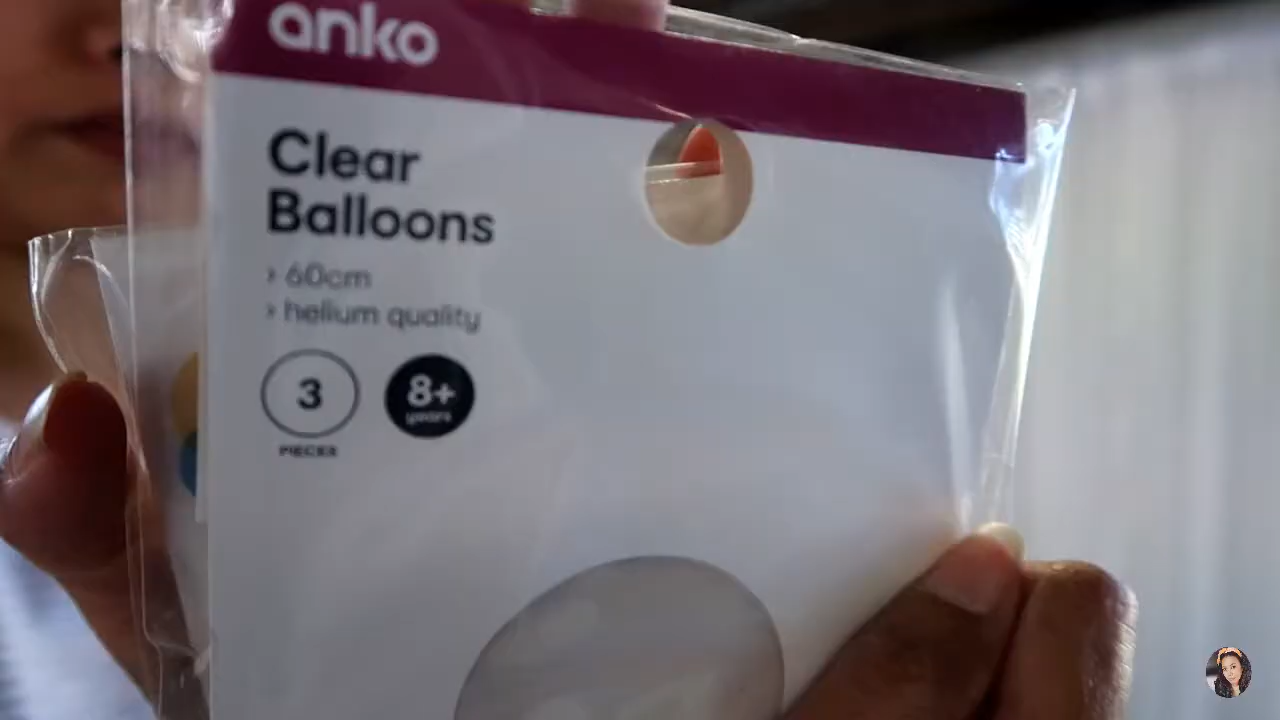 anko
Clear
Balloons
› 60cm
› helium quality
3
PIECES
8+
years